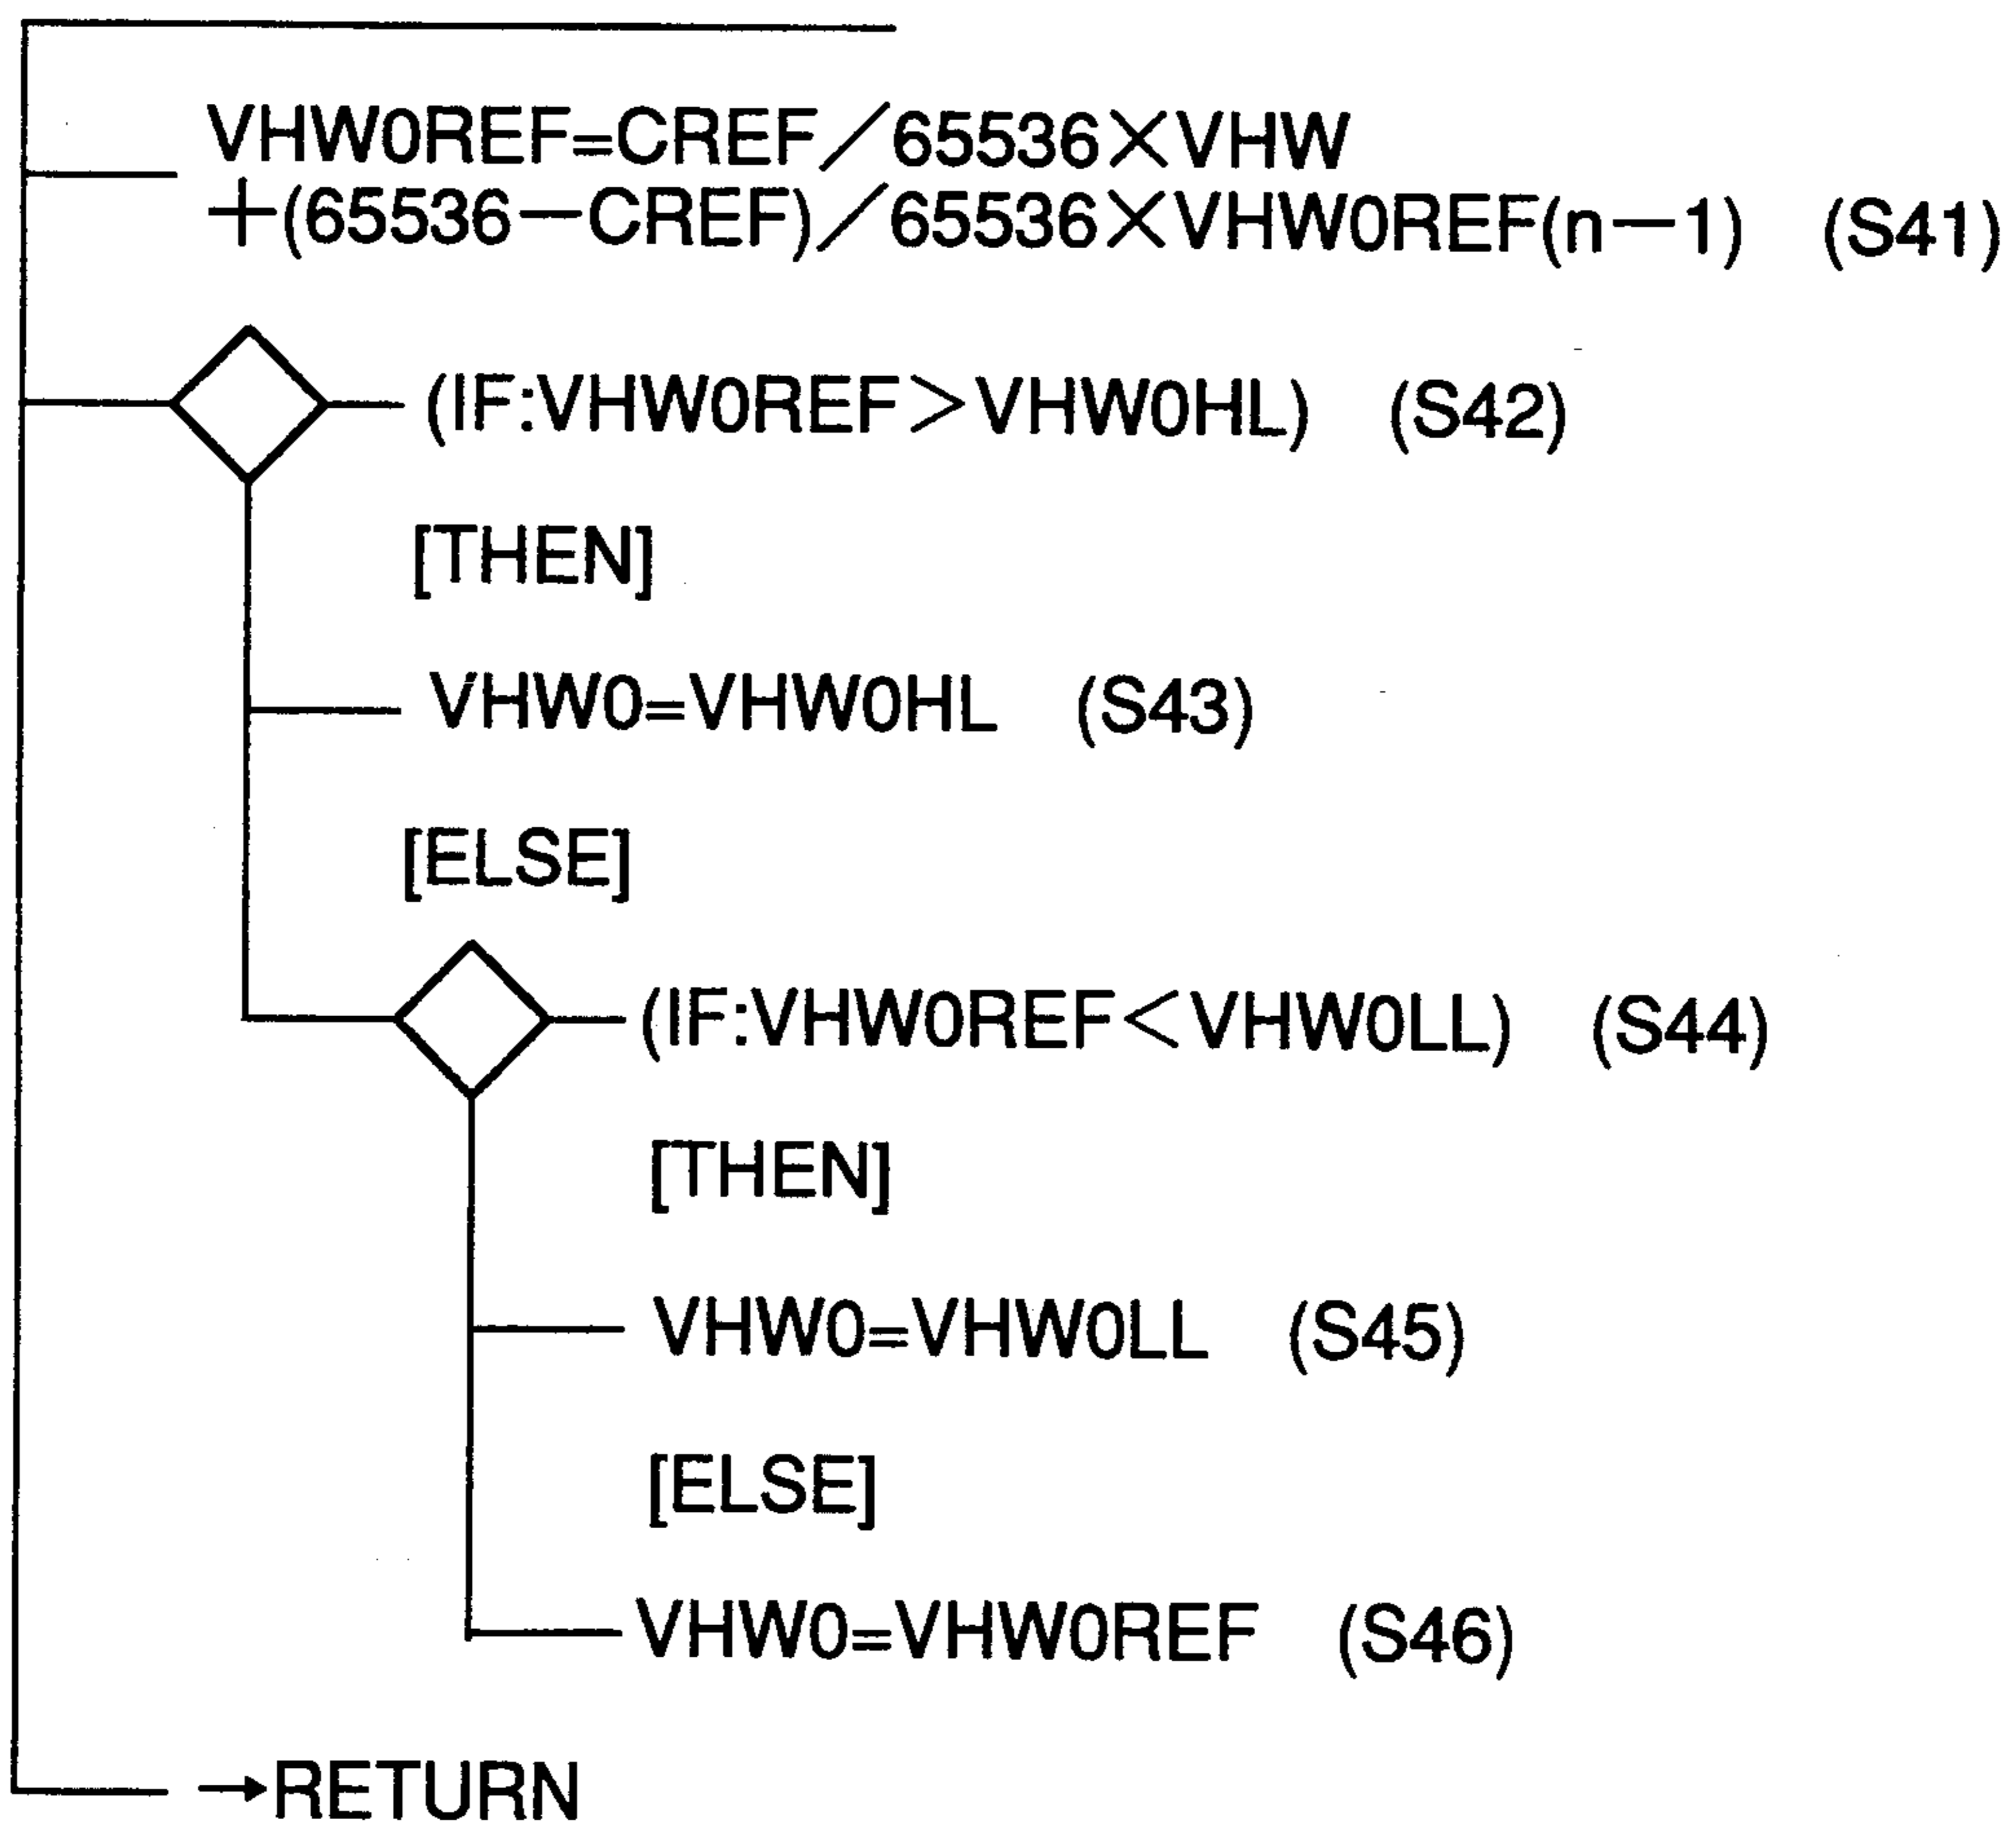 VHW0REF=CREF／65536×VHW
+(65536−CREF)／65536×VHW0REF(n−1) (S41)
(IF:VHW0REF>VHW0HL) (S42)
[THEN]
VHW0=VHW0HL (S43)
[ELSE]
(IF:VHW0REF<VHW0LL) (S44)
[THEN]
VHW0=VHW0LL (S45)
[ELSE]
VHW0=VHW0REF (S46)
→RETURN